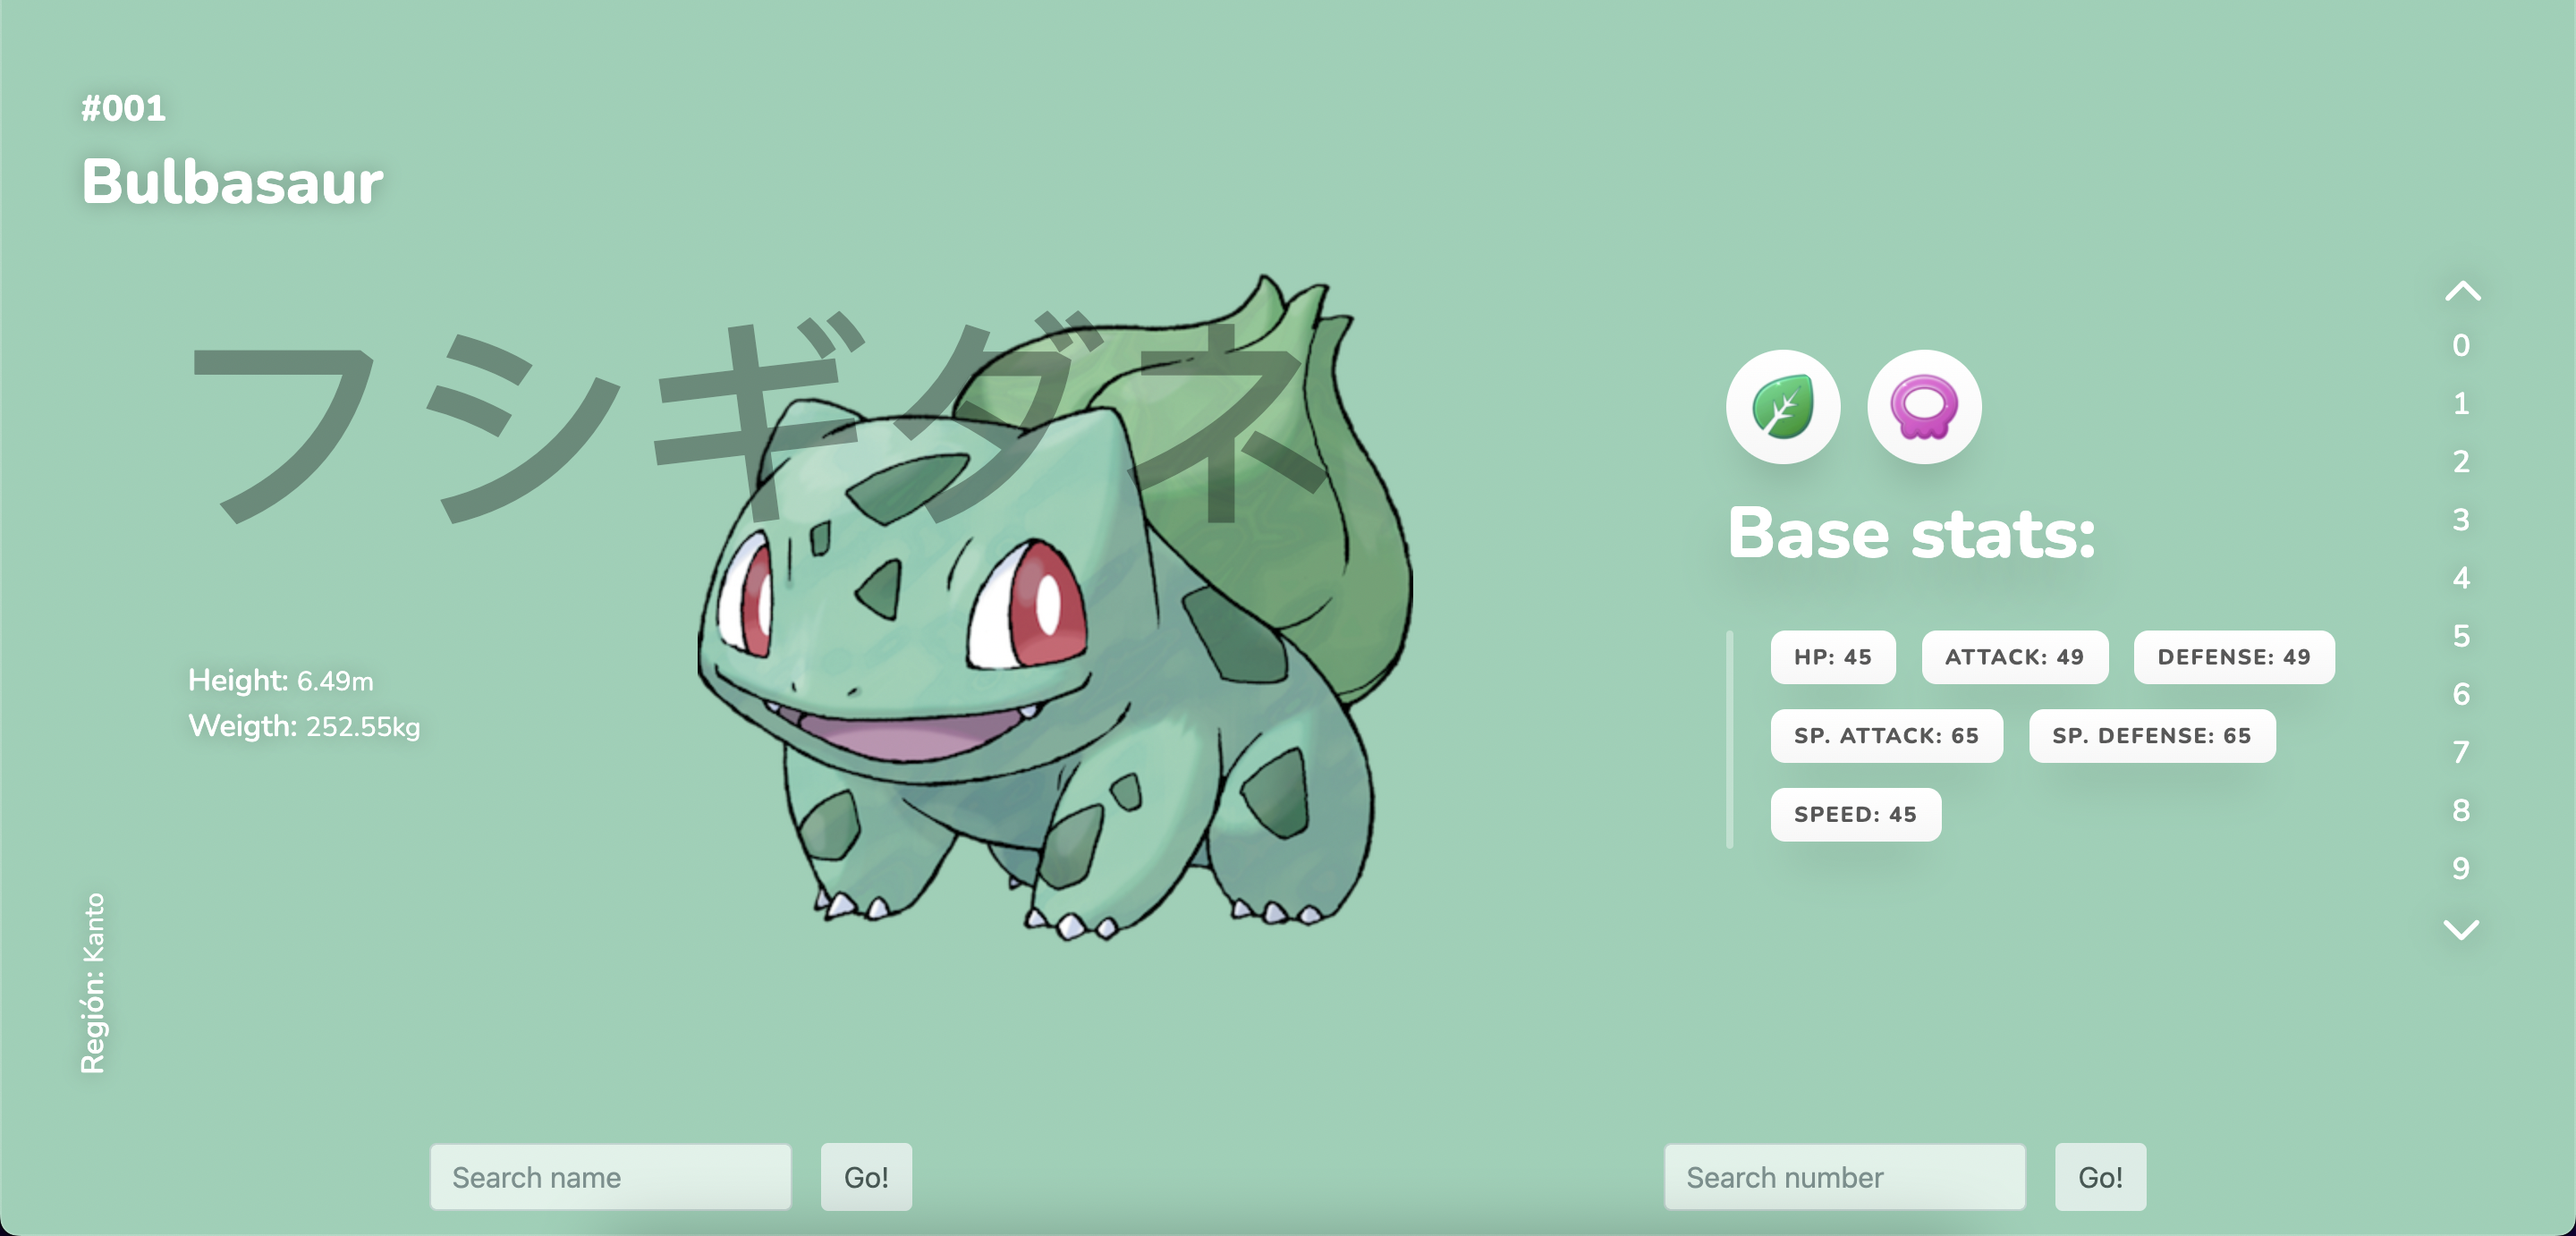 #001
Bulbasaur
フシギダネ
Height: 6.49m
Weigth: 252.55kg
Región: Kanto
Base stats:
HP: 45 ATTACK: 49 DEFENSE: 49
SP. ATTACK: 65 SP. DEFENSE: 65
SPEED: 45
0
1
2
3
4
5
6
7
8
9
Search name Go!
Search number Go!